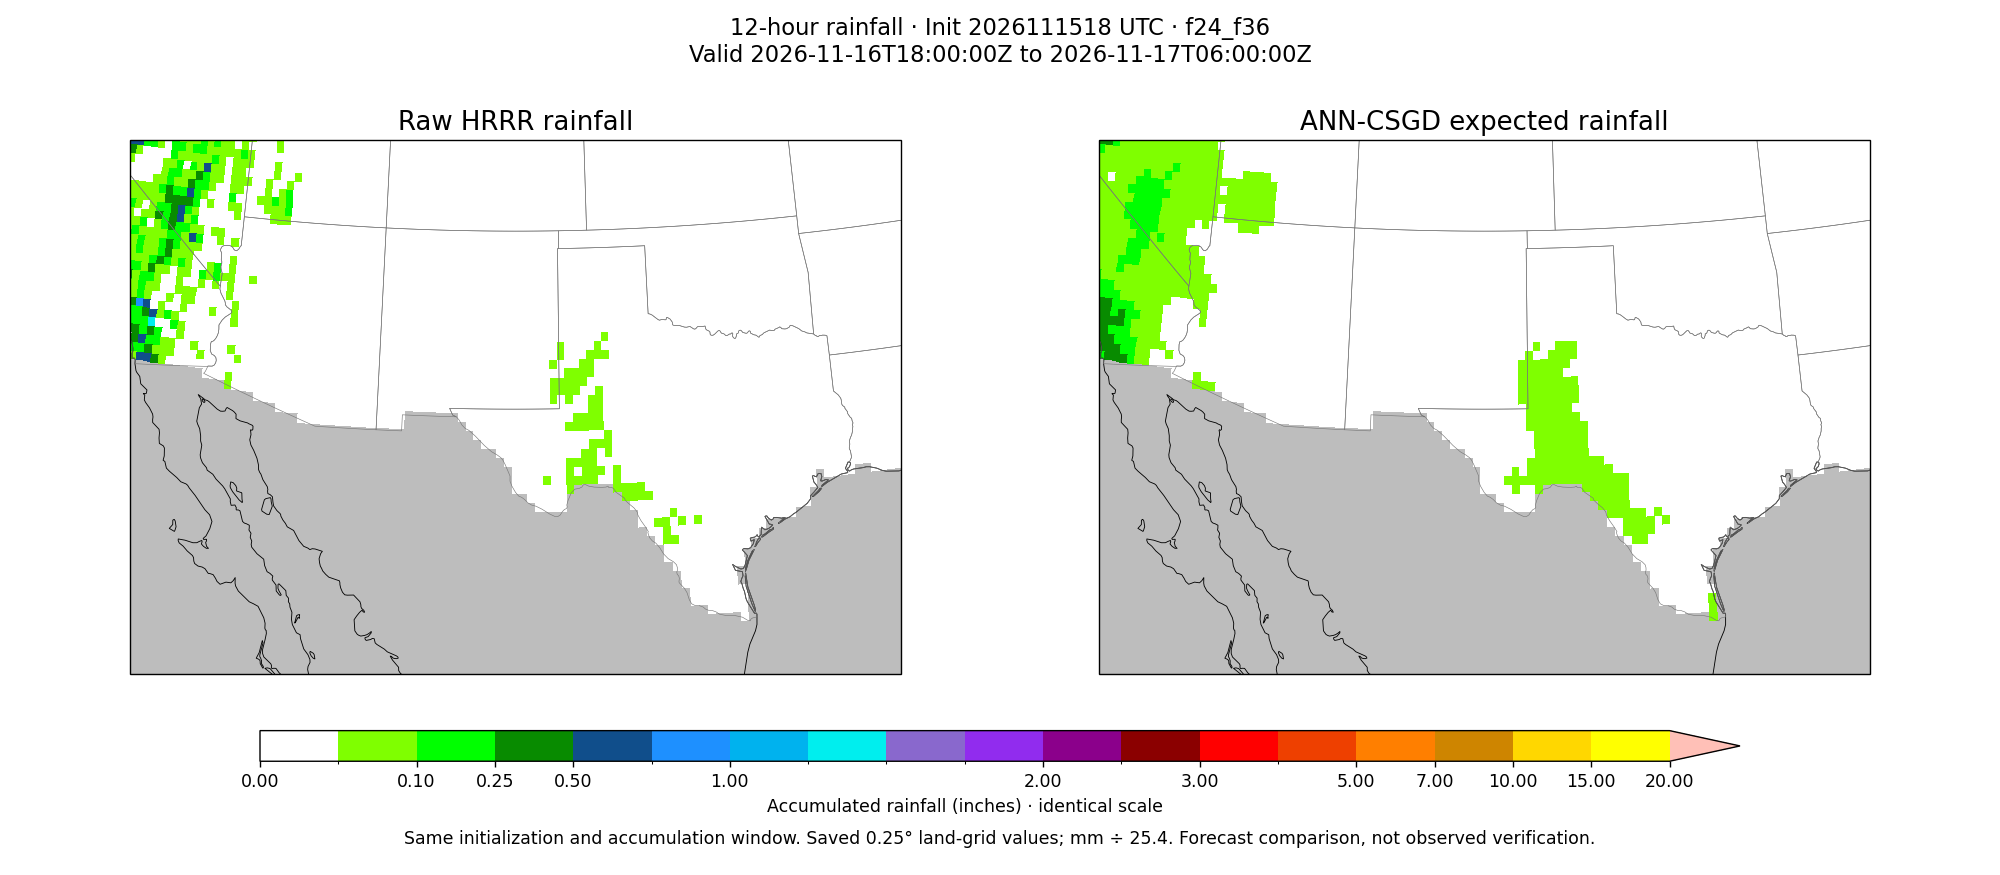 12-hour rainfall · Init 2026111518 UTC · f24_f36
Valid 2026-11-16T18:00:00Z to 2026-11-17T06:00:00Z
Raw HRRR rainfall
ANN-CSGD expected rainfall
0.00 0.10 0.25 0.50 1.00 2.00 3.00 5.00 7.00 10.00 15.00 20.00
Accumulated rainfall (inches) · identical scale
Same initialization and accumulation window. Saved 0.25° land-grid values; mm ÷ 25.4. Forecast comparison, not observed verification.